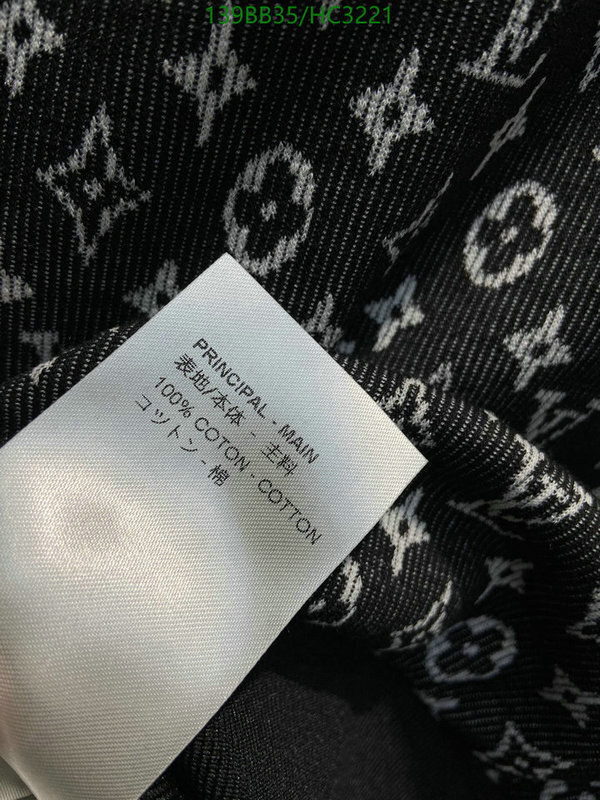 139BB35/HC3221
PRINCIPAL - MAIN
表地/本体 - 主料
100% COTON - COTTON
コットン - 棉